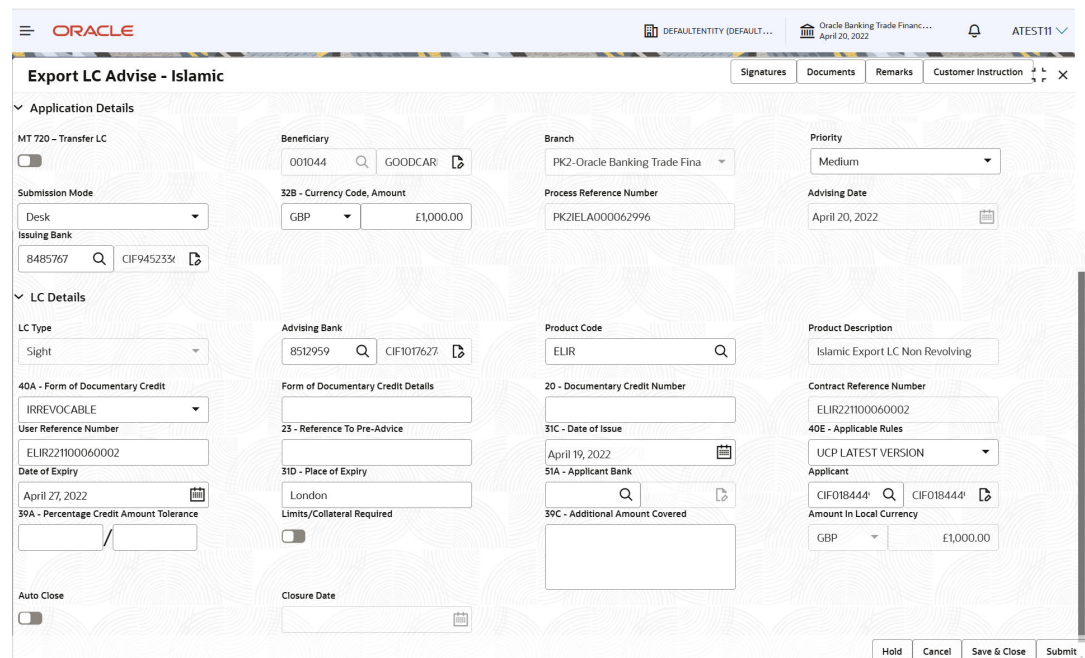 ORACLE
DEFAULTENTITY (DEFAULT...
Oracle Banking Trade Financ...
April 20, 2022
ATEST11
Export LC Advise - Islamic
Signatures
Documents
Remarks
Customer Instruction
Application Details
MT 720 – Transfer LC
Beneficiary
Branch
Priority
001044
GOODCAR
PK2-Oracle Banking Trade Fina
Medium
Submission Mode
32B - Currency Code, Amount
Process Reference Number
Advising Date
Desk
GBP
£1,000.00
PK2IELA000062996
April 20, 2022
Issuing Bank
8485767
CIF9452336
LC Details
LC Type
Advising Bank
Product Code
Product Description
Sight
8512959
CIF1017627
ELIR
Islamic Export LC Non Revolving
40A - Form of Documentary Credit
Form of Documentary Credit Details
20 - Documentary Credit Number
Contract Reference Number
IRREVOCABLE
ELIR221100060002
User Reference Number
23 - Reference To Pre-Advice
31C - Date of Issue
40E - Applicable Rules
ELIR221100060002
April 19, 2022
UCP LATEST VERSION
Date of Expiry
31D - Place of Expiry
51A - Applicant Bank
Applicant
April 27, 2022
London
CIF018444
CIF018444
39A - Percentage Credit Amount Tolerance
Limits/Collateral Required
39C - Additional Amount Covered
Amount In Local Currency
/
GBP
£1,000.00
Auto Close
Closure Date
Hold
Cancel
Save & Close
Submit